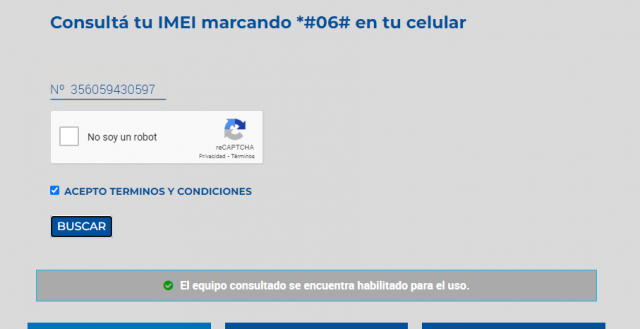 Consultá tu IMEI marcando *#06# en tu celular
Nº 356059430597
No soy un robot
reCAPTCHA
Privacidad - Términos
ACEPTO TERMINOS Y CONDICIONES
BUSCAR
El equipo consultado se encuentra habilitado para el uso.